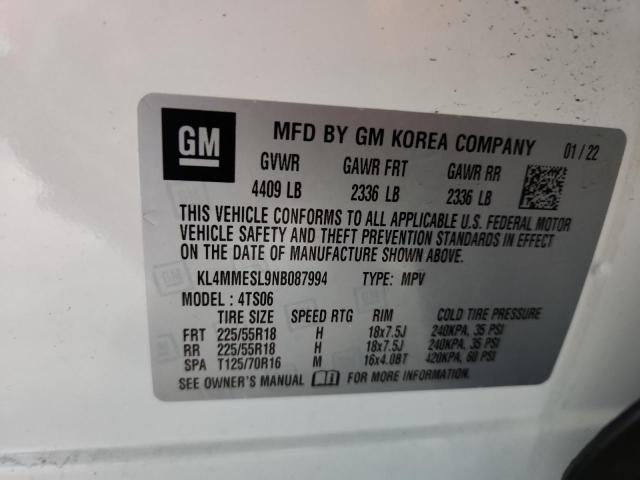 GM
MFD BY GM KOREA COMPANY 01/22
GVWR GAWR FRT GAWR RR
4409 LB 2336 LB 2336 LB
THIS VEHICLE CONFORMS TO ALL APPLICABLE U.S. FEDERAL MOTOR
VEHICLE SAFETY AND THEFT PREVENTION STANDARDS IN EFFECT
ON THE DATE OF MANUFACTURE SHOWN ABOVE.
KL4MMESL9NB087994 TYPE: MPV
MODEL: 4TS06
TIRE SIZE SPEED RTG RIM COLD TIRE PRESSURE
FRT 225/55R18 H 18x7.5J 240KPA, 35 PSI
RR 225/55R18 H 18x7.5J 240KPA, 35 PSI
SPA T125/70R16 M 16x4.0BT 420KPA, 60 PSI
SEE OWNER'S MANUAL FOR MORE INFORMATION.